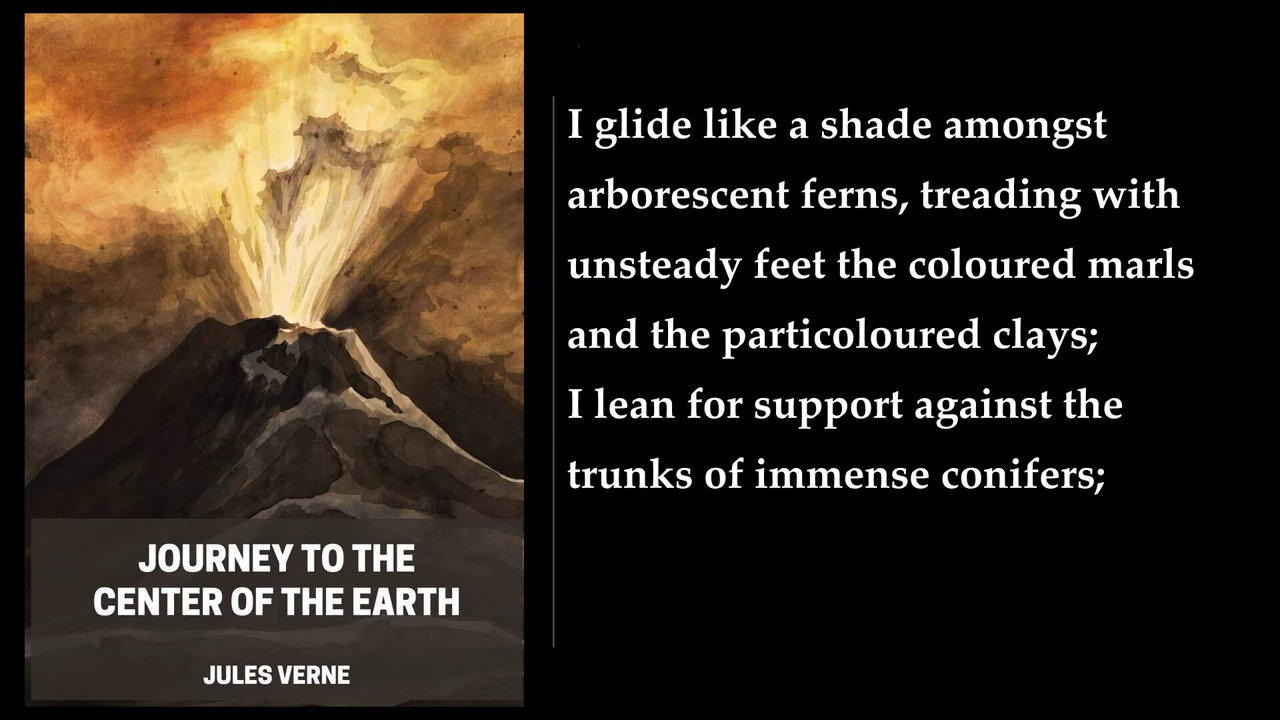 I glide like a shade amongst
arborescent ferns, treading with
unsteady feet the coloured marls
and the particoloured clays;
I lean for support against the
trunks of immense conifers;
JOURNEY TO THE
CENTER OF THE EARTH
JULES VERNE